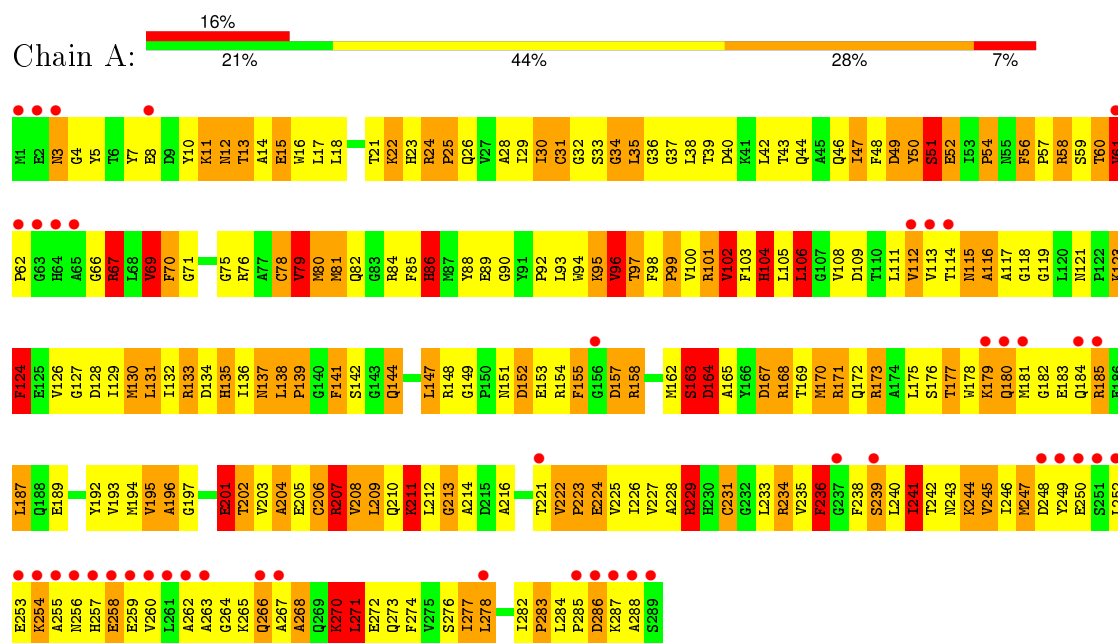 16%
Chain A:
21% 44% 28% 7%
M1 E2 N3 G4 Y5 T6 Y7 E8 D9 Y10 K11 N12 T13 A14 E15 W16 L17 L18 T21 K22 H23 R24 P25 Q26 V27 A28 I29 I30 C31 G32 S33 G34 L35 G36 G37 L38 T39 D40 K41 L42 T43 Q44 A45 Q46 I47 F48 D49 Y50 S51 E52 I53 P54 N55 F56 P57 R58 S59 T60 V61
P62 G63 H64 A65 G66 R67 L68 V69 F70 G71 G75 R76 A77 C78 V79 M80 M81 Q82 G83 R84 F85 H86 M87 Y88 E89 G90 Y91 P92 L93 W94 K95 V96 T97 F98 P99 V100 R101 V102 F103 H104 L105 L106 G107 V108 D109 T110 L111 V112 V113 T114 N115 A116 A117 G118 G119 L120 N121 P122 K123
F124 E125 V126 G127 D128 I129 M130 L131 I132 R133 D134 H135 I136 N137 L138 P139 G140 F141 S142 G143 Q144 L147 R148 G149 P150 N151 D152 E153 R154 F155 G156 D157 R158 M162 S163 D164 A165 Y166 D167 R168 T169 M170 R171 Q172 R173 A174 L175 S176 T177 W178 K179 Q180 M181 G182 E183 Q184 R185 E186
L187 Q188 E189 Y192 V193 M194 V195 A196 G197 E201 T202 V203 A204 E205 C206 R207 V208 L209 Q210 K211 L212 G213 A214 D215 A216 T221 V222 P223 E224 V225 I226 V227 A228 R229 H230 C231 G232 L233 R234 V235 F236 G237 F238 S239 L240 I241 T242 N243 K244 V245 I246 M247 D248 Y249 E250 S251 L252
E253 K254 A255 N256 H257 E258 E259 V260 L261 A262 A263 G264 K265 Q266 A267 A268 Q269 K270 L271 E272 Q273 F274 V275 S276 I277 L278 I282 P283 L284 P285 D286 K287 A288 S289